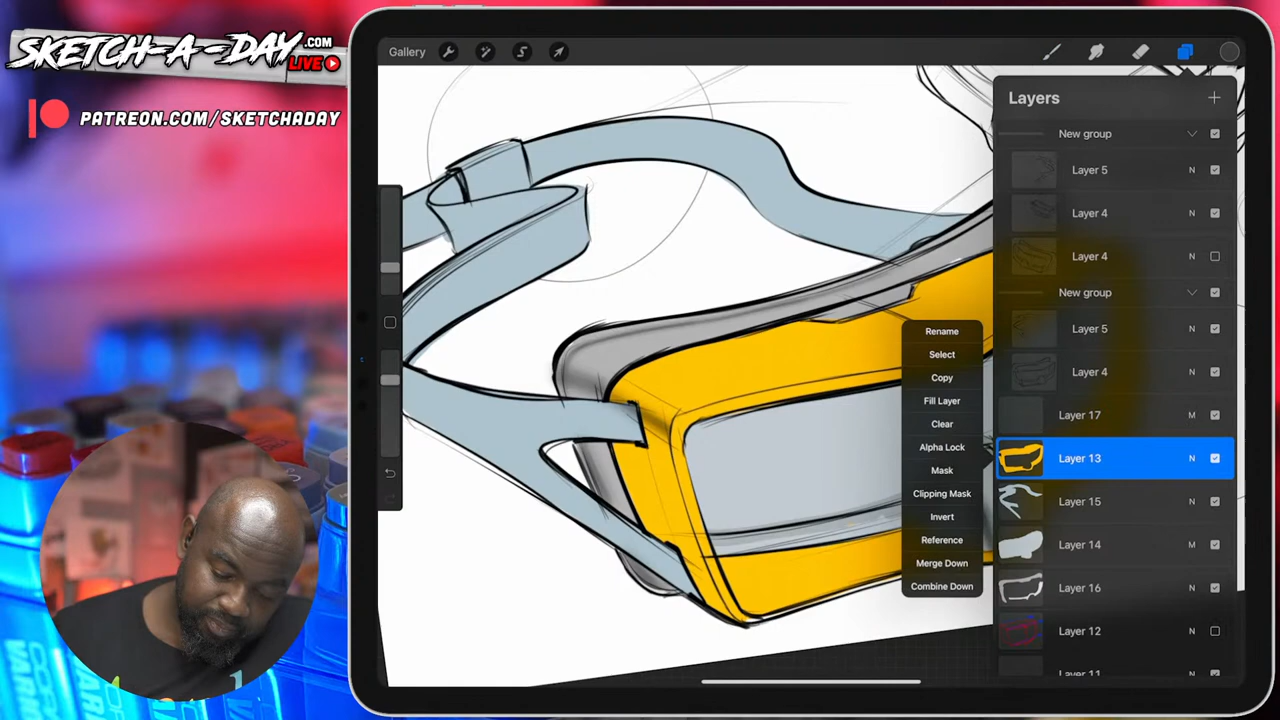 SKETCH-A-DAY.COM
LIVE
PATREON.COM/SKETCHADAY
Gallery
Layers
New group
Layer 5 N
Layer 4 N
Layer 4 N
New group
Layer 5 N
Layer 4 N
Layer 17 M
Layer 13 N
Layer 15 N
Layer 14 M
Layer 16 N
Layer 12 N
Layer 11
Rename
Select
Copy
Fill Layer
Clear
Alpha Lock
Mask
Clipping Mask
Invert
Reference
Merge Down
Combine Down